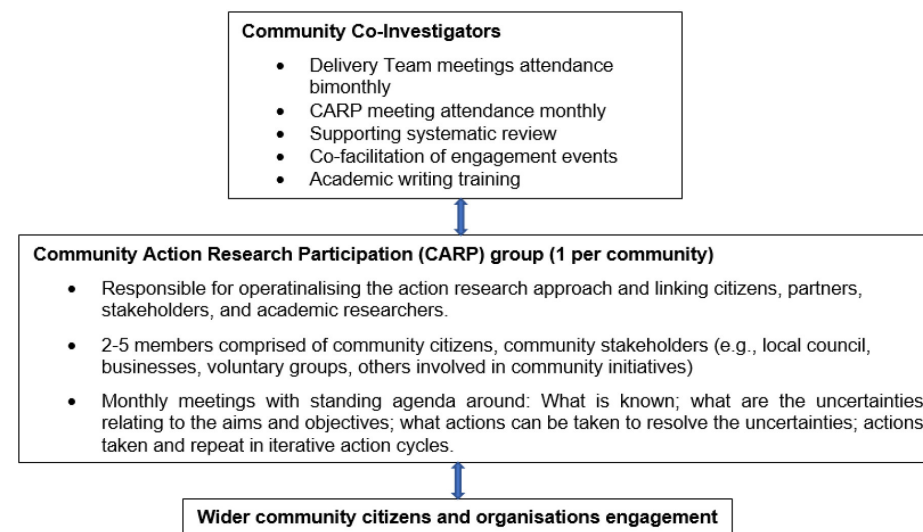 Community Co-Investigators
• Delivery Team meetings attendance
bimonthly
• CARP meeting attendance monthly
• Supporting systematic review
• Co-facilitation of engagement events
• Academic writing training
Community Action Research Participation (CARP) group (1 per community)
• Responsible for operatinalising the action research approach and linking citizens, partners,
stakeholders, and academic researchers.
• 2-5 members comprised of community citizens, community stakeholders (e.g., local council,
businesses, voluntary groups, others involved in community initiatives)
• Monthly meetings with standing agenda around: What is known; what are the uncertainties
relating to the aims and objectives; what actions can be taken to resolve the uncertainties; actions
taken and repeat in iterative action cycles.
Wider community citizens and organisations engagement